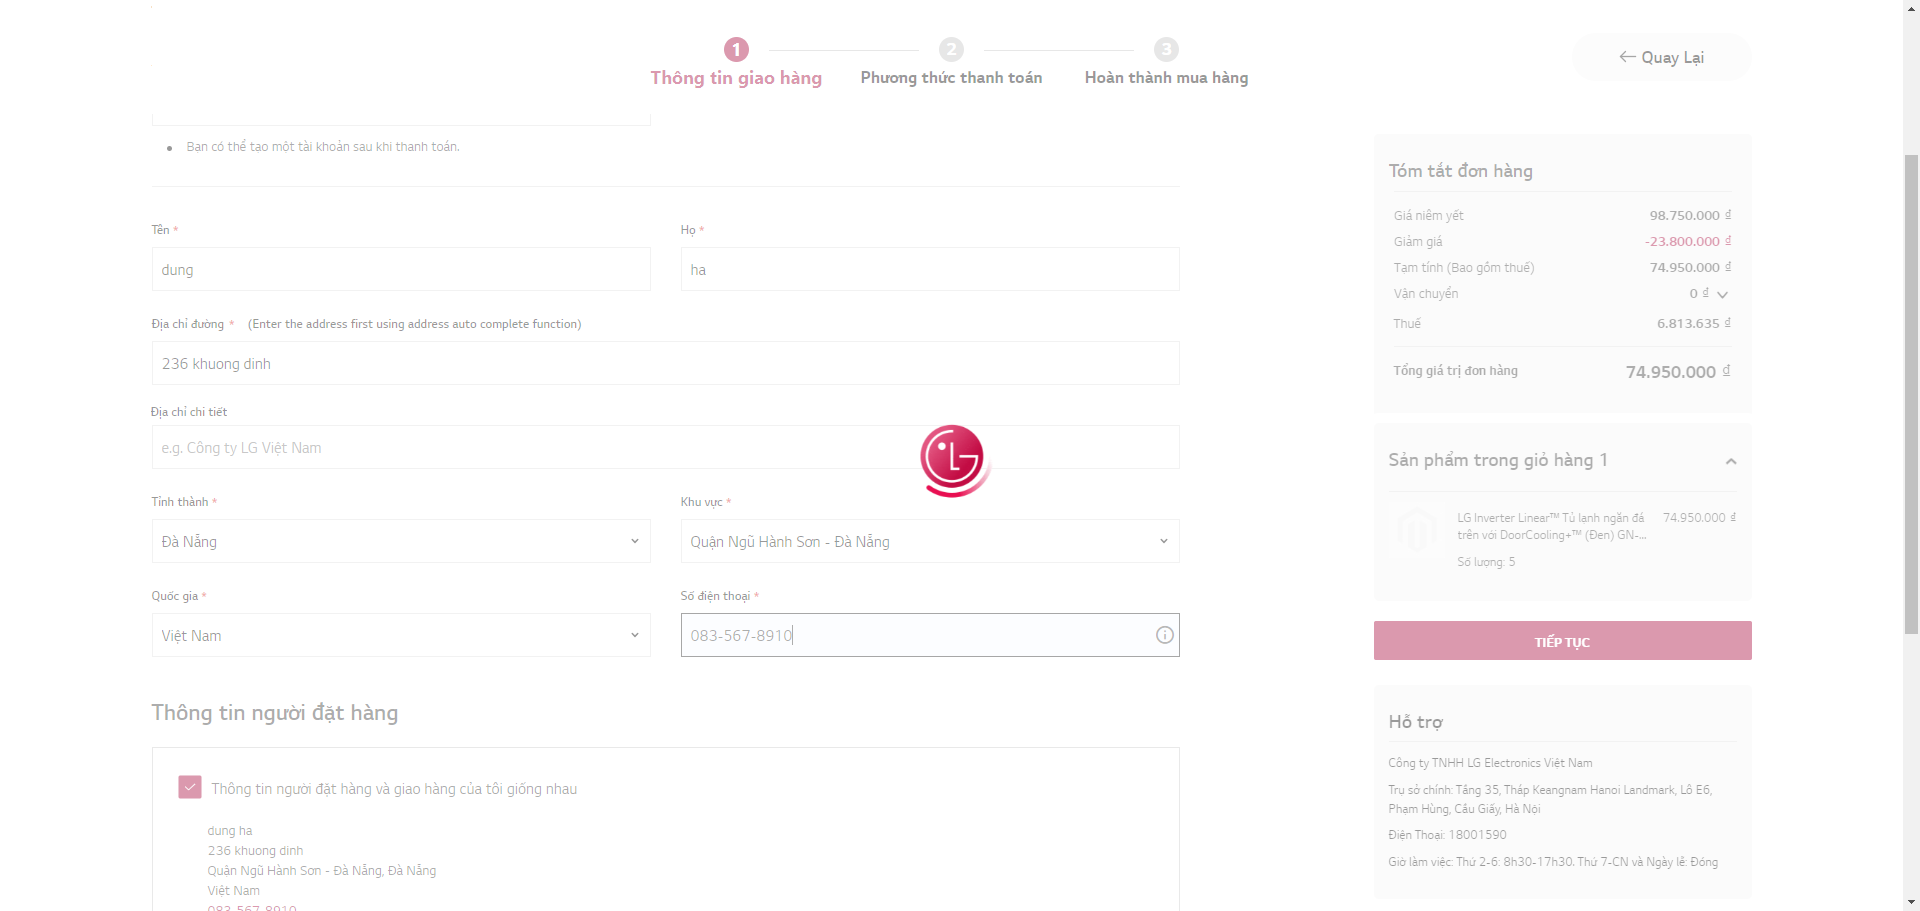 1
2
3
Thông tin giao hàng
Phương thức thanh toán
Hoàn thành mua hàng
Quay Lại
Bạn có thể tạo một tài khoản sau khi thanh toán.
Tên *
Họ *
dung
ha
Địa chỉ đường * (Enter the address first using address auto complete function)
236 khuong dinh
Địa chỉ chi tiết
e.g. Công ty LG Việt Nam
Tỉnh thành *
Khu vực *
Đà Nẵng
Quận Ngũ Hành Sơn - Đà Nẵng
Quốc gia *
Số điện thoại *
Việt Nam
083-567-8910
Thông tin người đặt hàng
Thông tin người đặt hàng và giao hàng của tôi giống nhau
dung ha
236 khuong dinh
Quận Ngũ Hành Sơn - Đà Nẵng, Đà Nẵng
Việt Nam
083-567-8910
Tóm tắt đơn hàng
Giá niêm yết 98.750.000 ₫
Giảm giá -23.800.000 ₫
Tạm tính (Bao gồm thuế) 74.950.000 ₫
Vận chuyển 0 ₫
Thuế 6.813.635 ₫
Tổng giá trị đơn hàng 74.950.000 ₫
Sản phẩm trong giỏ hàng 1
LG Inverter Linear™ Tủ lạnh ngăn đá 74.950.000 ₫
trên với DoorCooling+™ (Đen) GN-...
Số lượng: 5
TIẾP TỤC
Hỗ trợ
Công ty TNHH LG Electronics Việt Nam
Trụ sở chính: Tầng 35, Tháp Keangnam Hanoi Landmark, Lô E6,
Phạm Hùng, Cầu Giấy, Hà Nội
Điện Thoại: 18001590
Giờ làm việc: Thứ 2-6: 8h30-17h30. Thứ 7-CN và Ngày lễ: Đóng